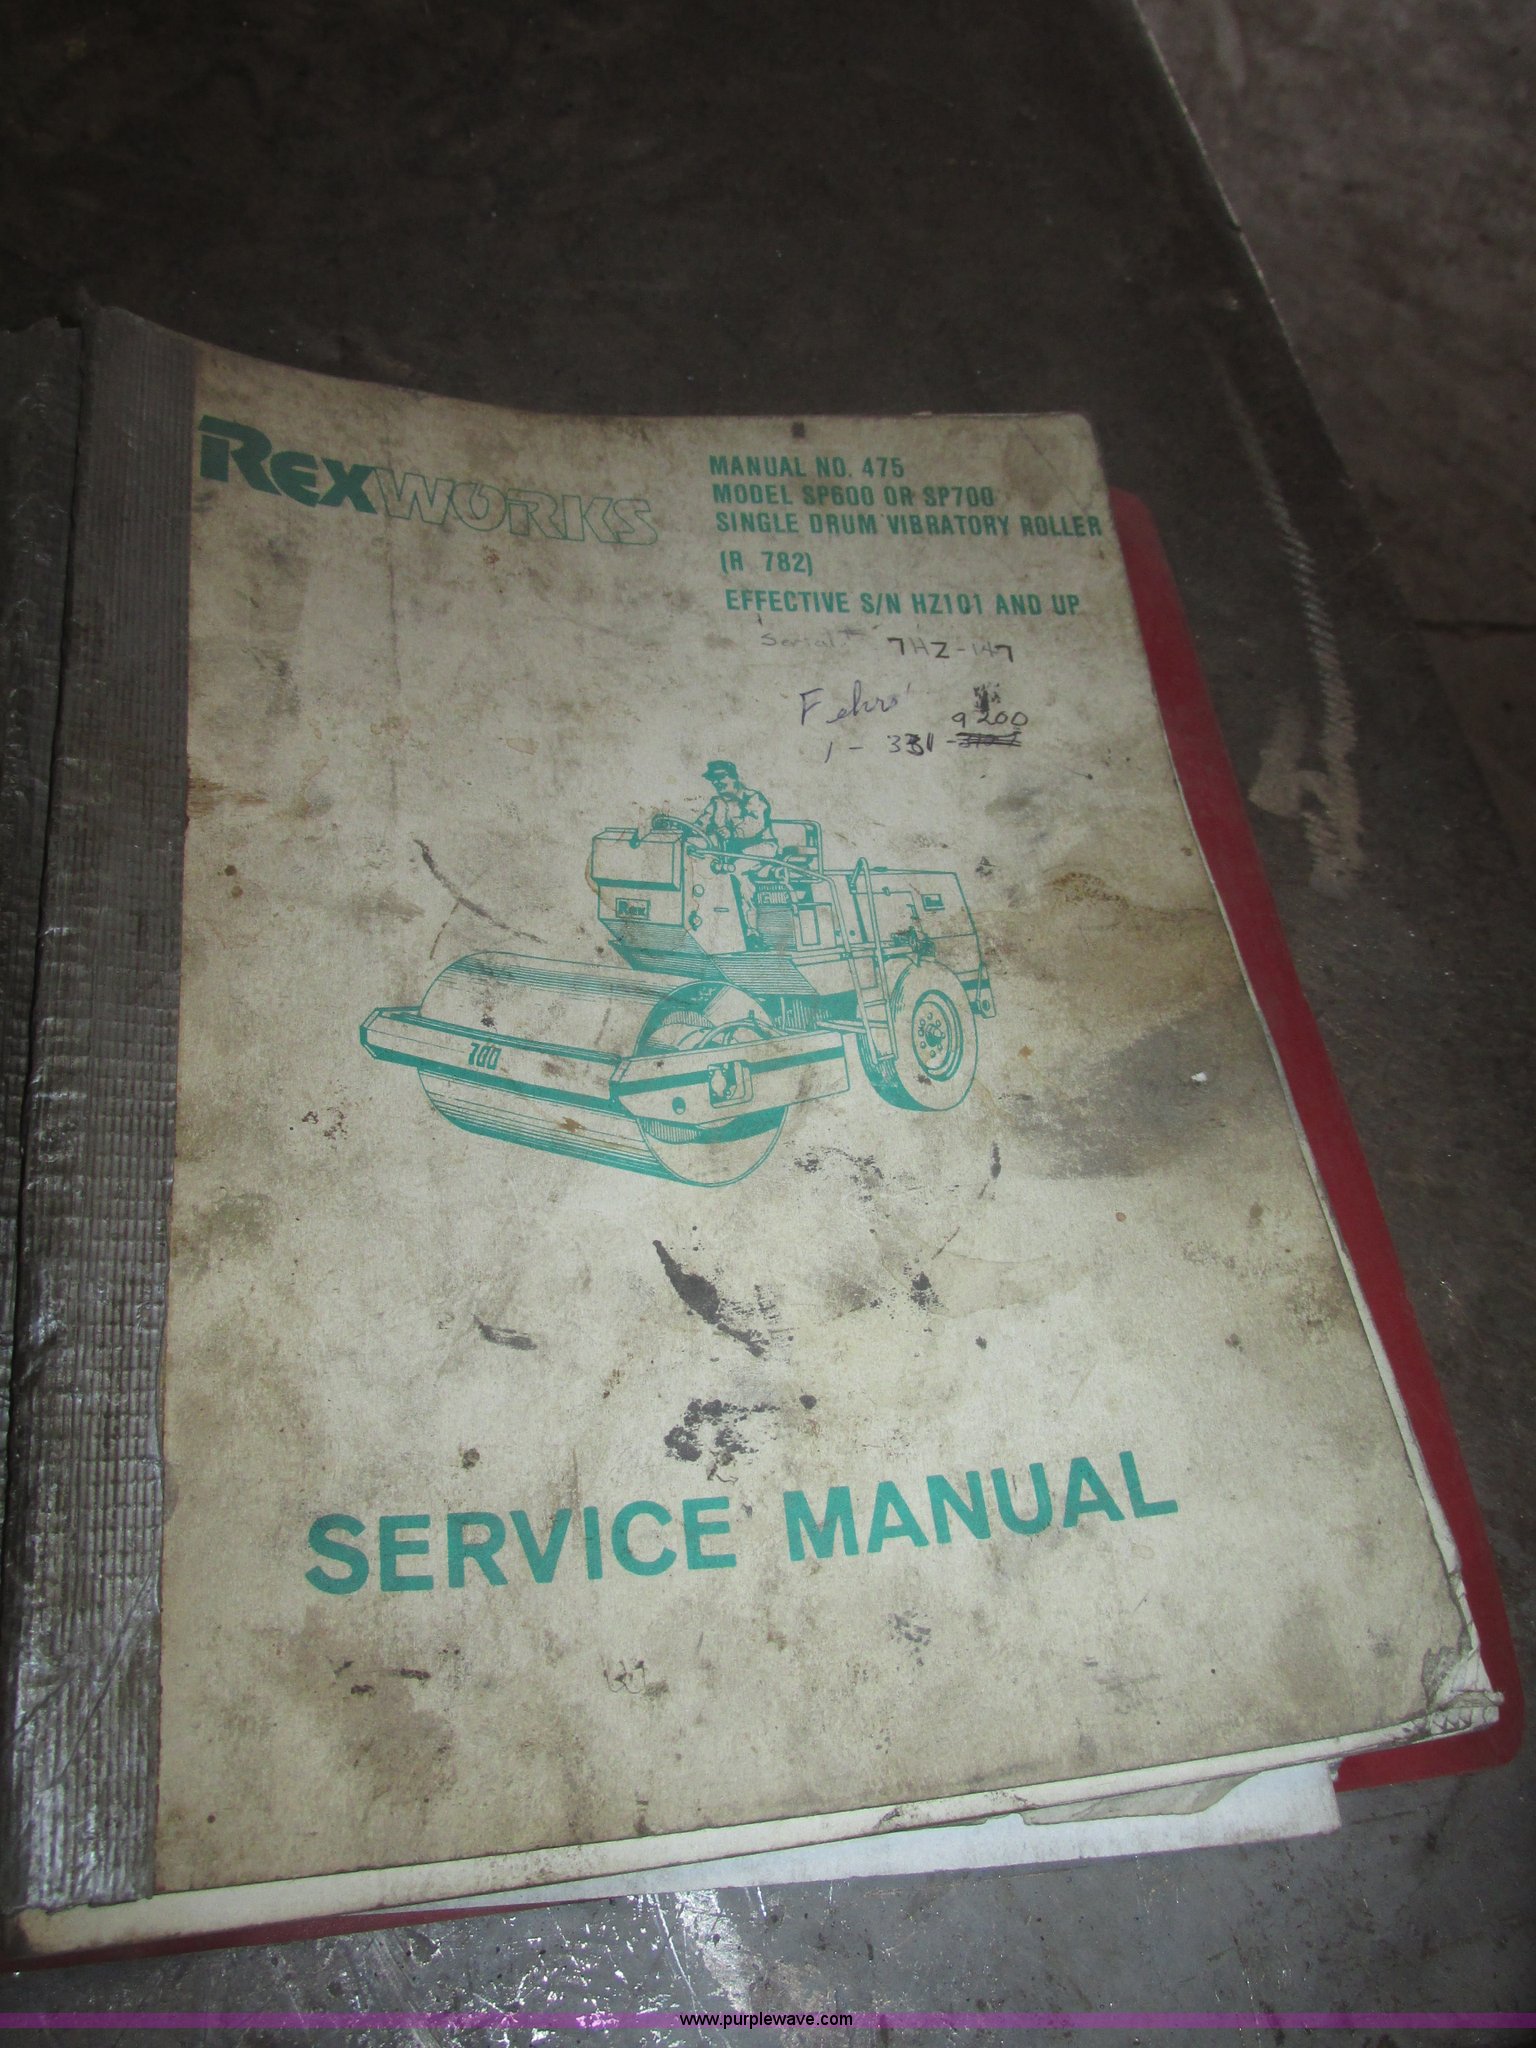 REXWORKS
MANUAL NO. 475
MODEL SP600 OR SP700
SINGLE DRUM VIBRATORY ROLLER
(R 782)
EFFECTIVE S/N HZ101 AND UP
Serial: 7HZ-147
9200
1 - 331 -
Rex
700
SERVICE MANUAL
www.purplewave.com